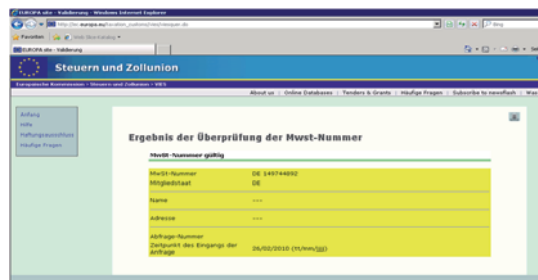 EUROPA site - Validierung - Windows Internet Explorer
Favoriten
EUROPA site - Validierung
Steuern und Zollunion
Europäische Kommission > Steuern und Zollunion > VIES
About us | Online Databases | Tenders & Grants | Häufige Fragen | Subscribe to newsflash |
Anfang
Hilfe
Haftungsausschluss
Häufige Fragen
Ergebnis der Überprüfung der Mwst-Nummer
MwSt-Nummer gültig
MwSt-Nummer DE 149744692
Mitgliedstaat DE
Name ---
Adresse ---
Abfrage-Nummer
Zeitpunkt des Eingangs der Anfrage 26/02/2010 (tt/mm/jjjj)